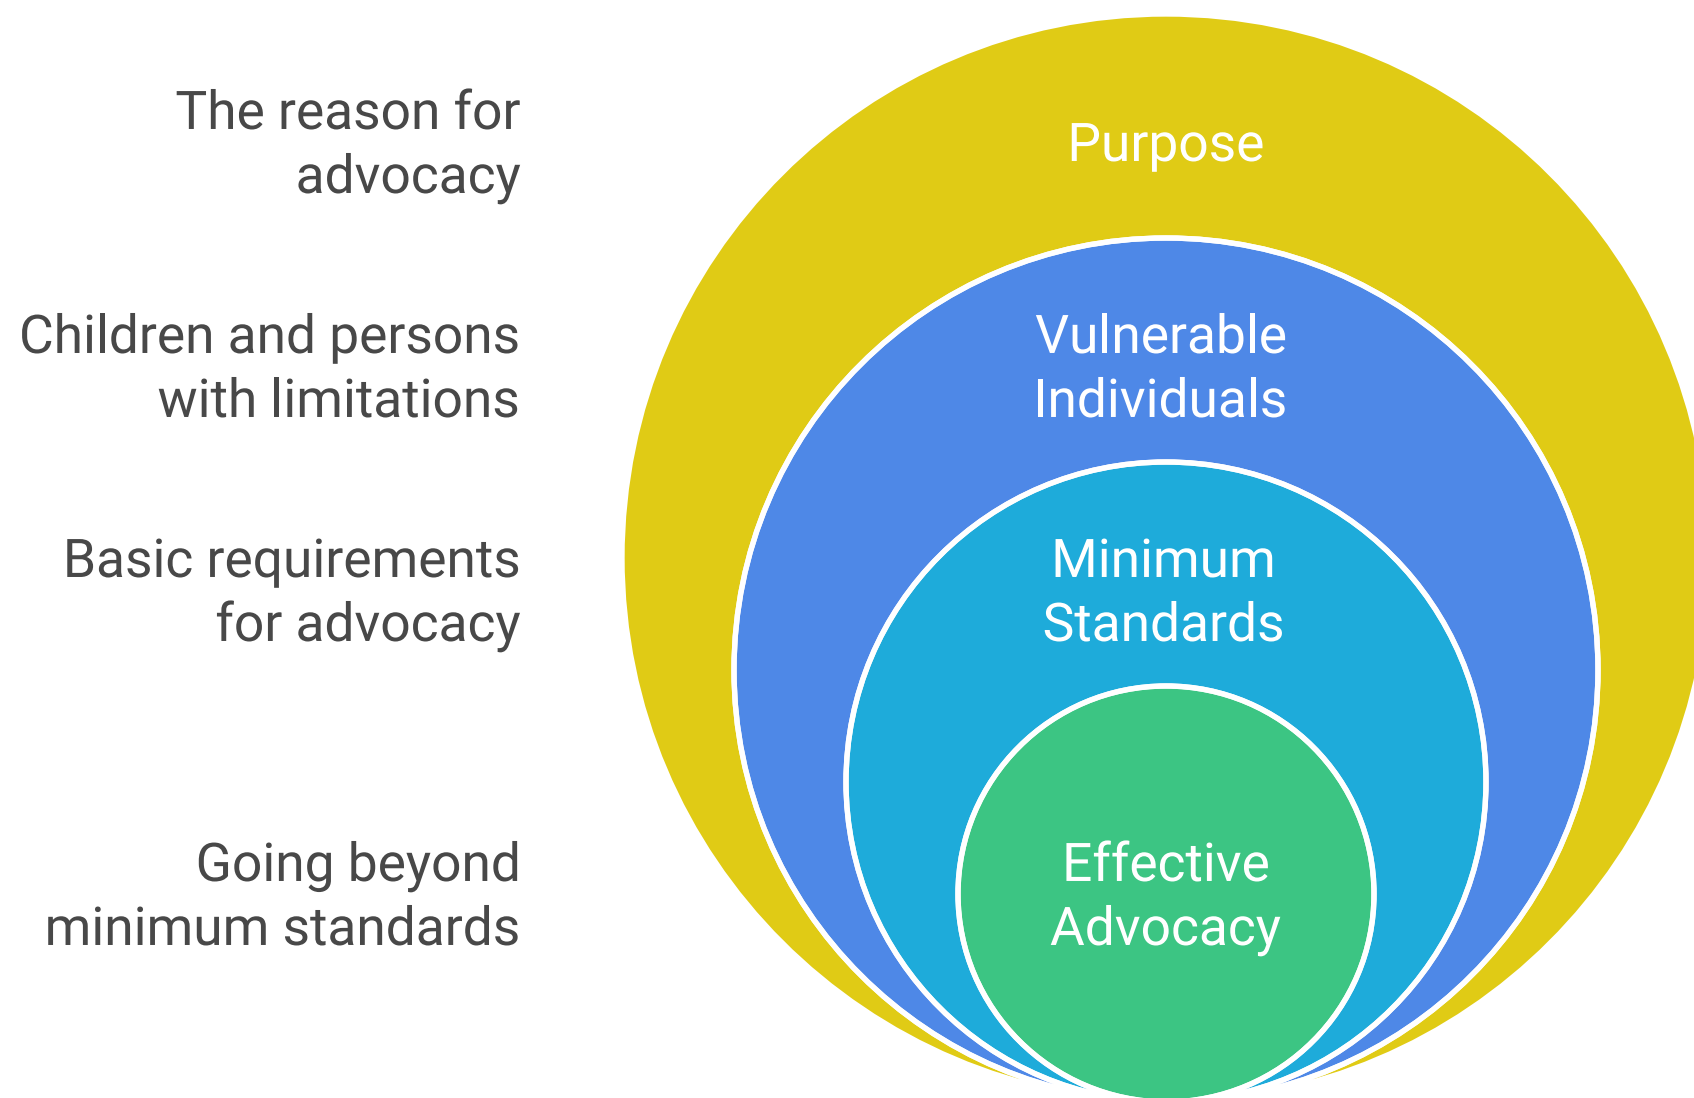 The reason for
advocacy
Purpose
Children and persons
with limitations
Vulnerable
Individuals
Basic requirements
for advocacy
Minimum
Standards
Going beyond
minimum standards
Effective
Advocacy